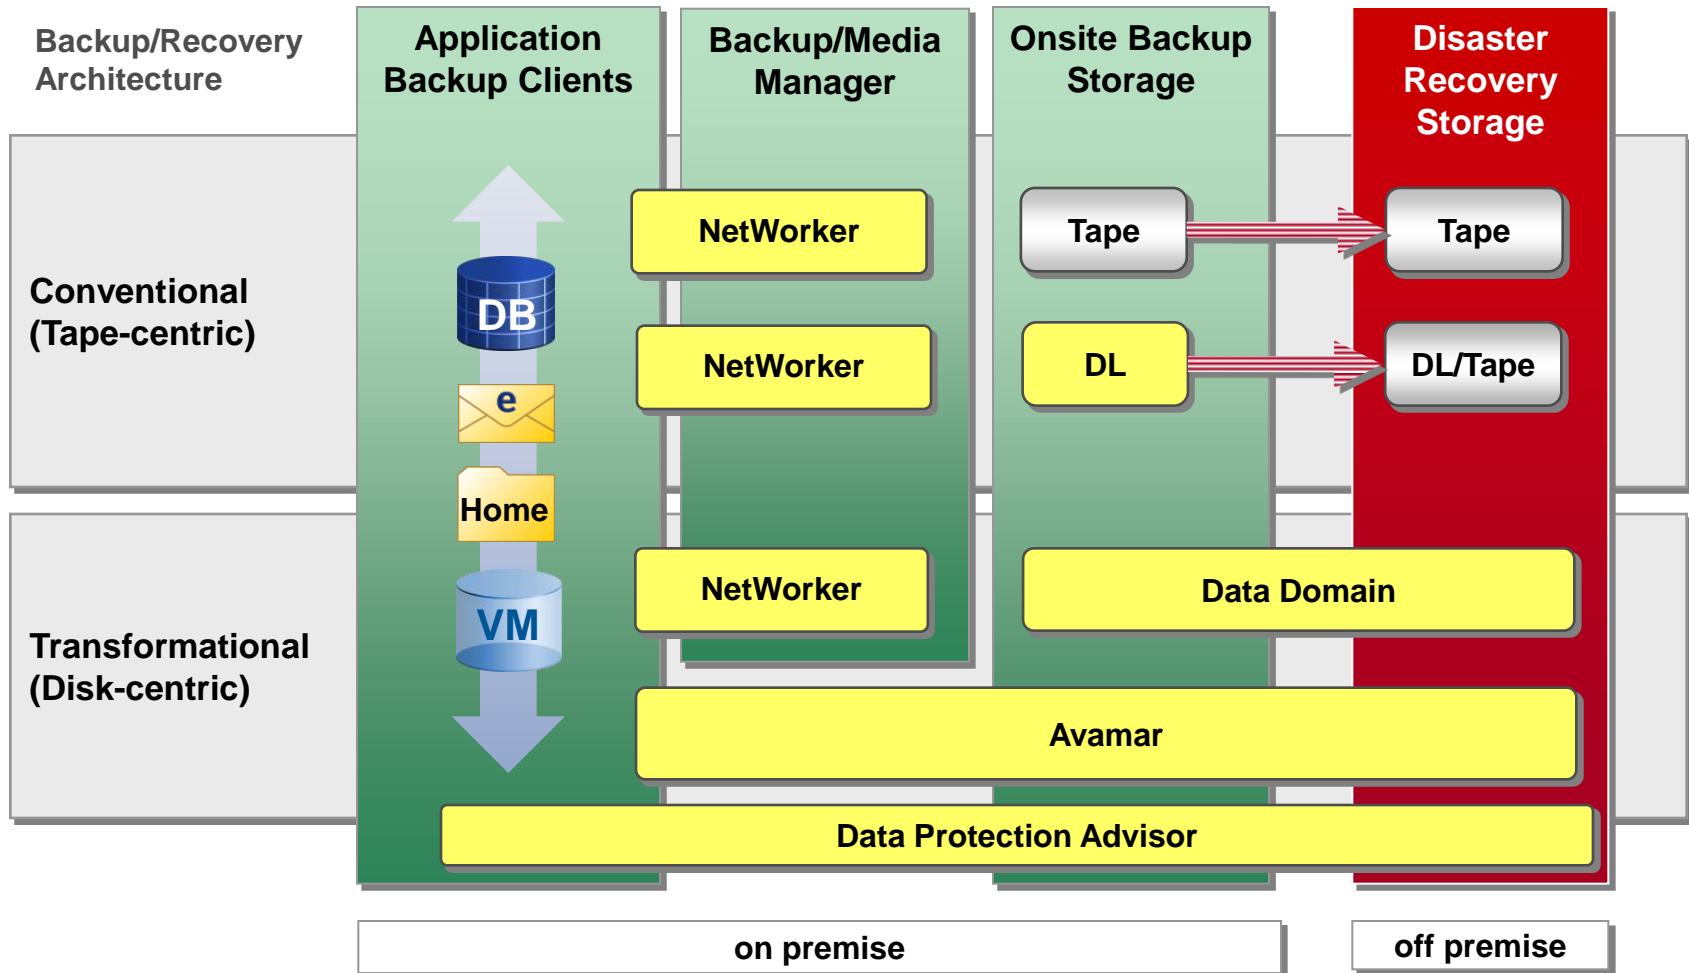 Backup/Recovery
Architecture
Application
Backup Clients
Backup/Media
Manager
Onsite Backup
Storage
Disaster
Recovery
Storage
Conventional
(Tape-centric)
DB
e
Home
VM
NetWorker
Tape
Tape
NetWorker
DL
DL/Tape
Transformational
(Disk-centric)
NetWorker
Data Domain
Avamar
Data Protection Advisor
on premise
off premise